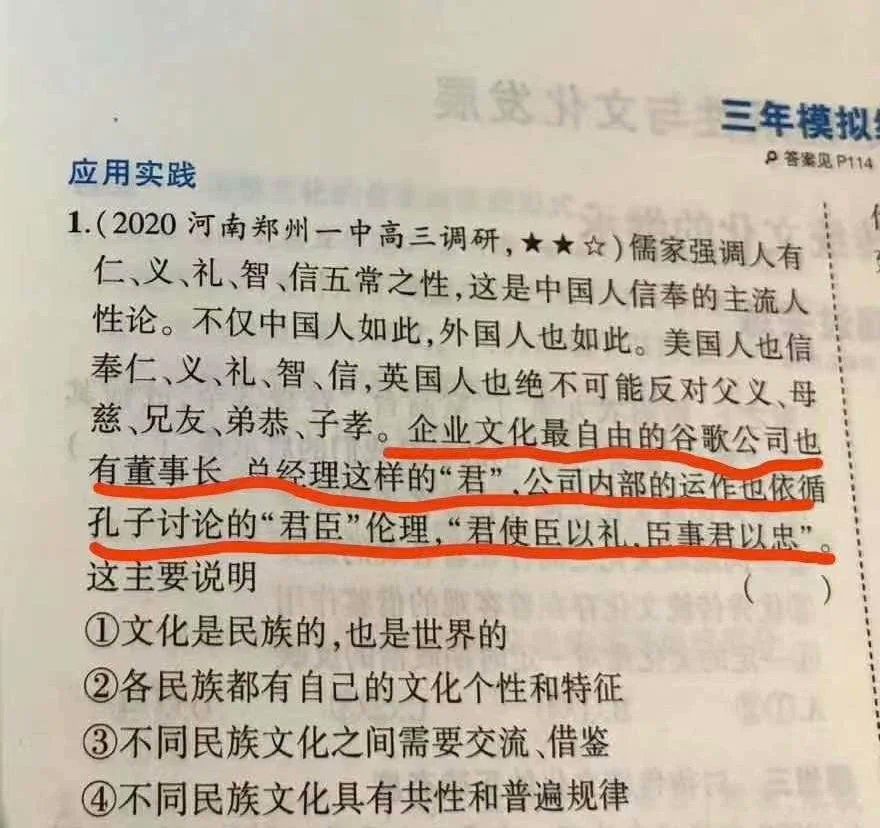 三年模拟
答案见 P114
应用实践
1.(2020 河南郑州一中高三调研,★★☆)儒家强调人有
仁、义、礼、智、信五常之性,这是中国人信奉的主流人
性论。不仅中国人如此,外国人也如此。美国人也信
奉仁、义、礼、智、信,英国人也绝不可能反对父义、母
慈、兄友、弟恭、子孝。企业文化最自由的谷歌公司也
有董事长、总经理这样的“君”,公司内部的运作也依循
孔子讨论的“君臣”伦理,“君使臣以礼,臣事君以忠”。
这主要说明 ( )
①文化是民族的,也是世界的
②各民族都有自己的文化个性和特征
③不同民族文化之间需要交流、借鉴
④不同民族文化具有共性和普遍规律